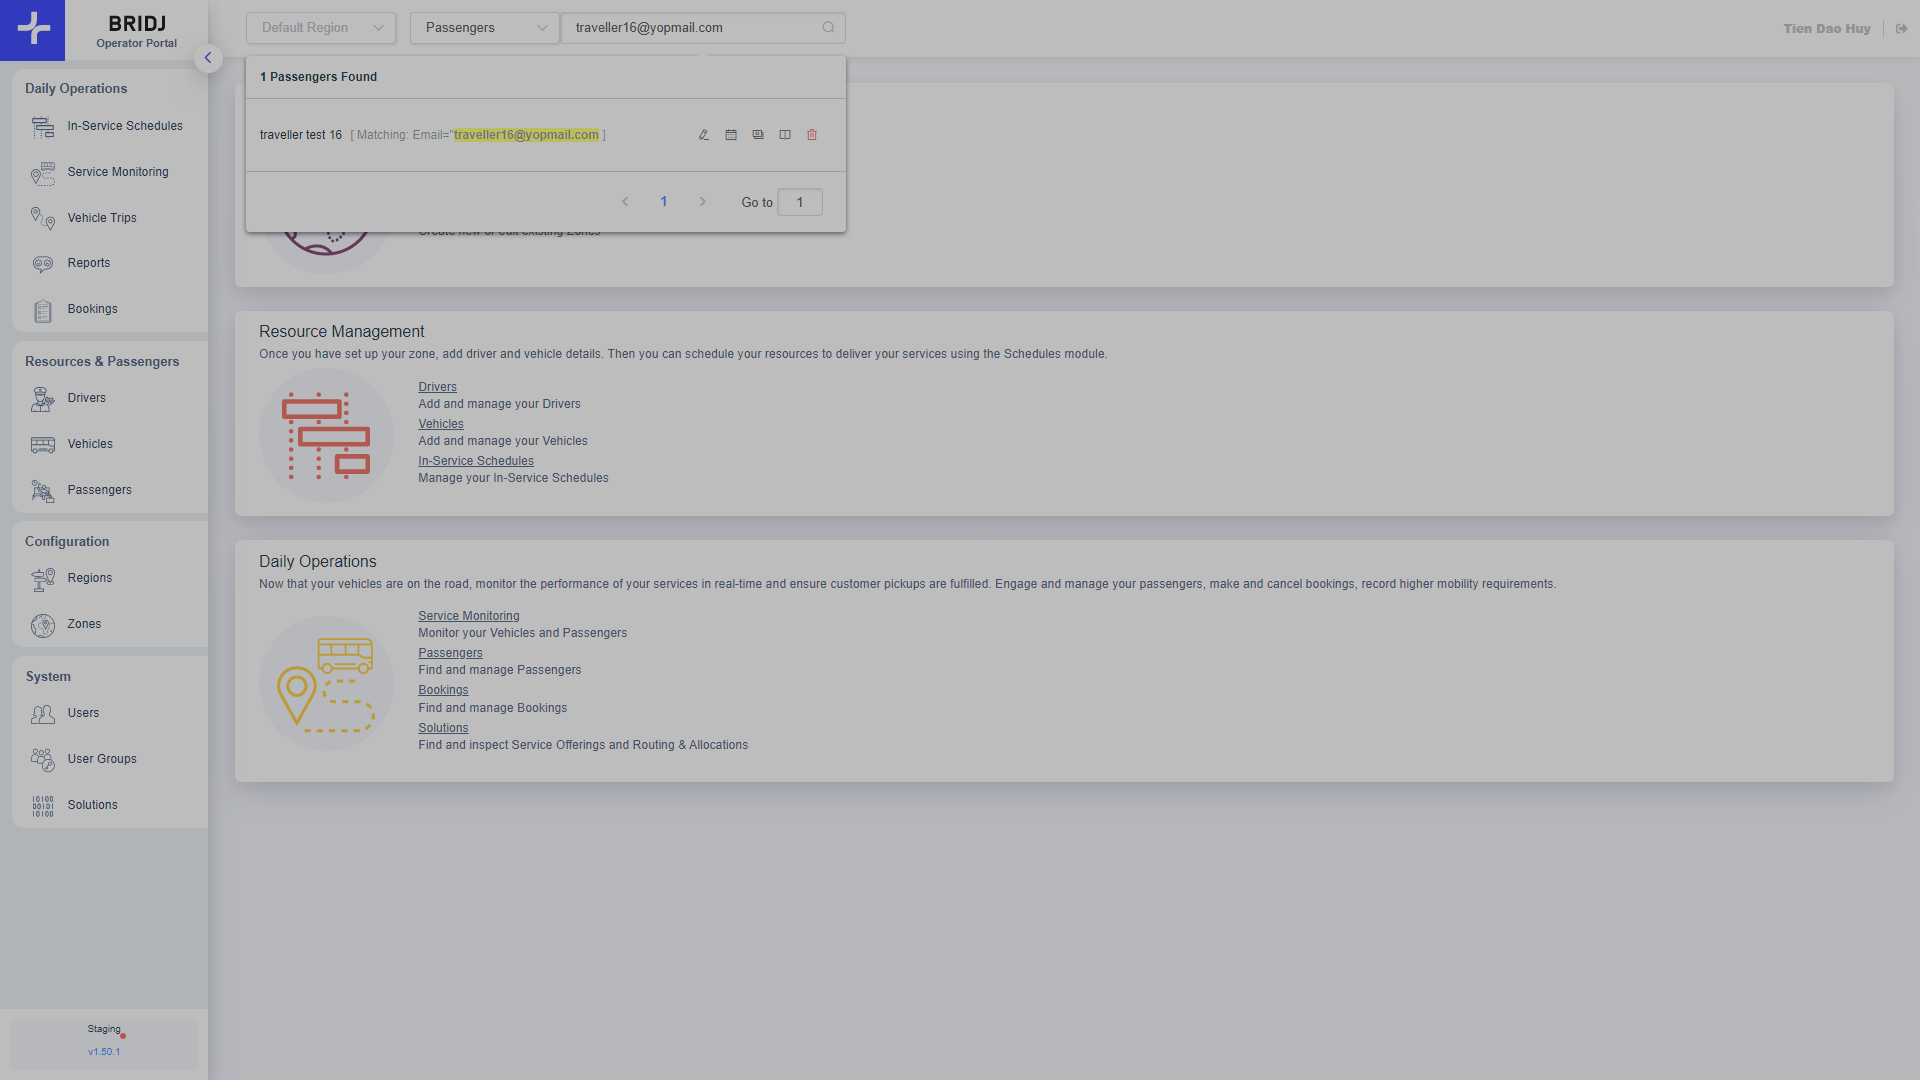 BRIDJ
Operator Portal
Default Region
Passengers
traveller16@yopmail.com
Tien Dao Huy
1 Passengers Found
traveller test 16 [ Matching: Email="traveller16@yopmail.com ]
1
Go to 1
Create new or edit existing Zones
Daily Operations
In-Service Schedules
Service Monitoring
Vehicle Trips
Reports
Bookings
Resources & Passengers
Drivers
Vehicles
Passengers
Configuration
Regions
Zones
System
Users
User Groups
10100
00101
10100
Solutions
Staging
v1.50.1
Resource Management
Once you have set up your zone, add driver and vehicle details. Then you can schedule your resources to deliver your services using the Schedules module.
Drivers
Add and manage your Drivers
Vehicles
Add and manage your Vehicles
In-Service Schedules
Manage your In-Service Schedules
Daily Operations
Now that your vehicles are on the road, monitor the performance of your services in real-time and ensure customer pickups are fulfilled. Engage and manage your passengers, make and cancel bookings, record higher mobility requirements.
Service Monitoring
Monitor your Vehicles and Passengers
Passengers
Find and manage Passengers
Bookings
Find and manage Bookings
Solutions
Find and inspect Service Offerings and Routing & Allocations